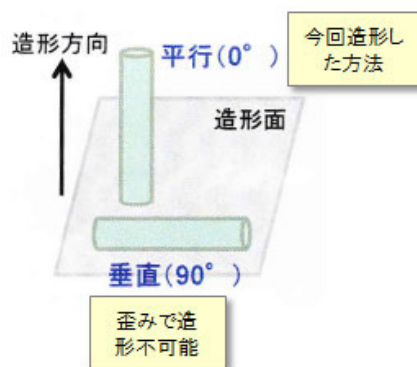 造形方向
平行(0°)
今回造形し
た方法
造形面
垂直(90°)
歪みで造
形不可能